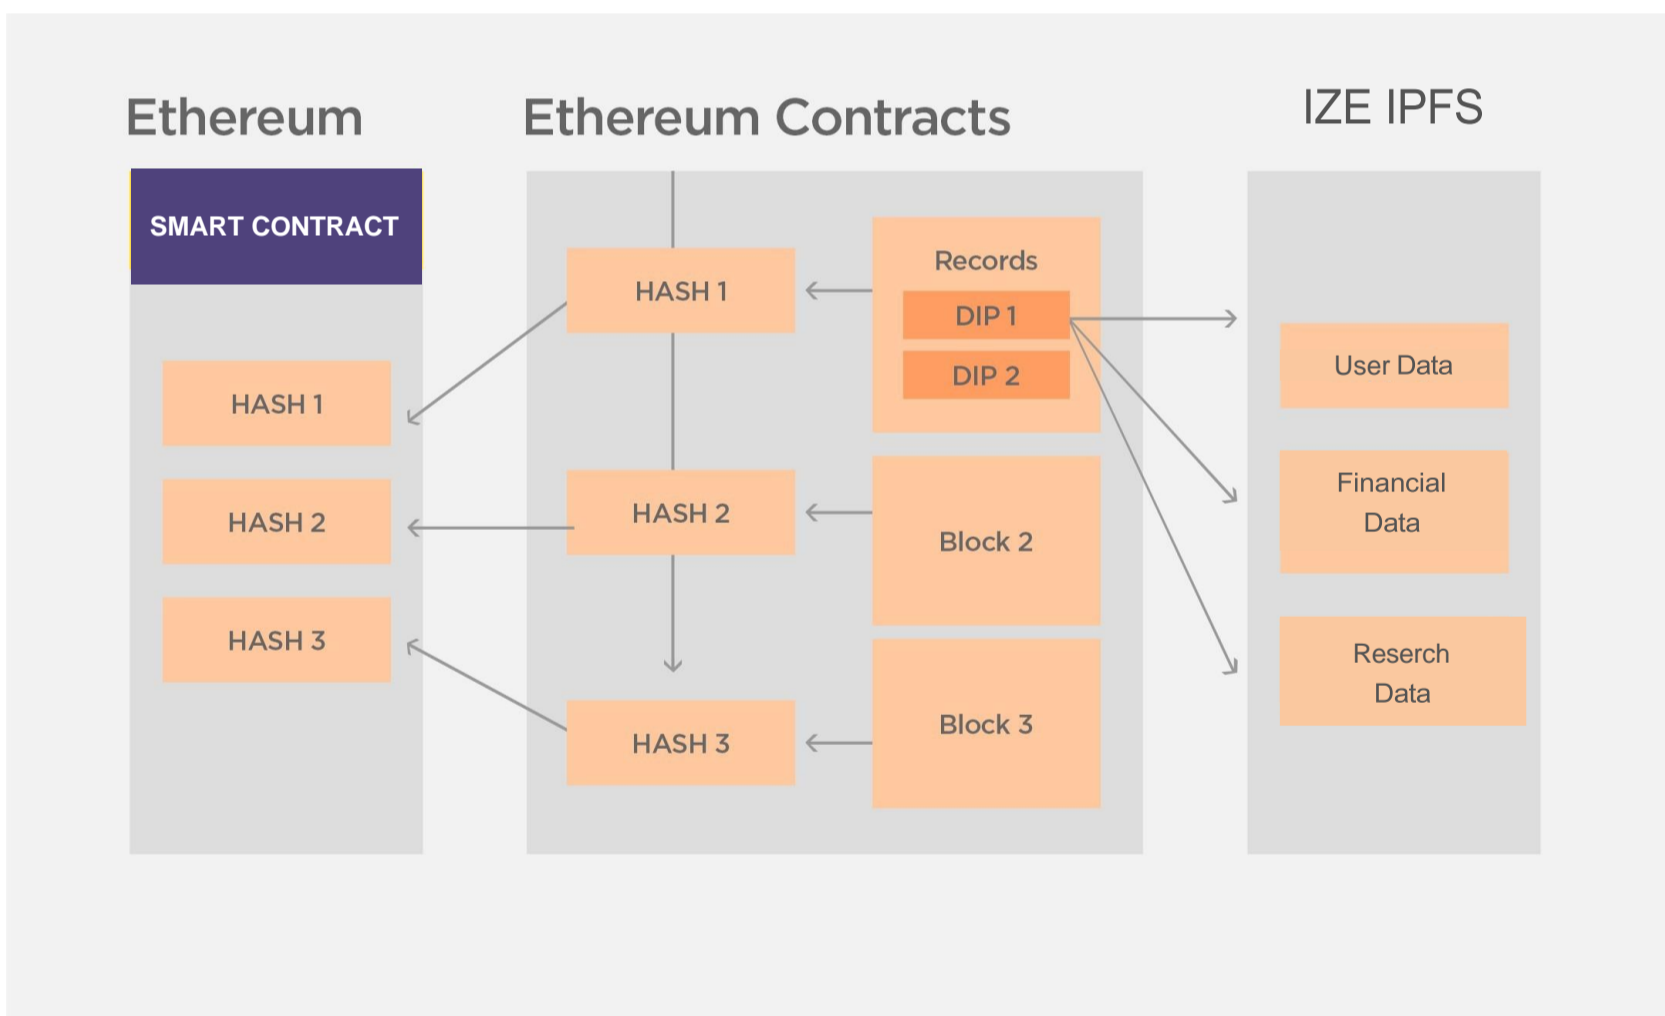 Ethereum
SMART CONTRACT
HASH 1
HASH 2
HASH 3
Ethereum Contracts
HASH 1
HASH 2
HASH 3
Records
DIP 1
DIP 2
Block 2
Block 3
IZE IPFS
User Data
Financial
Data
Reserch
Data